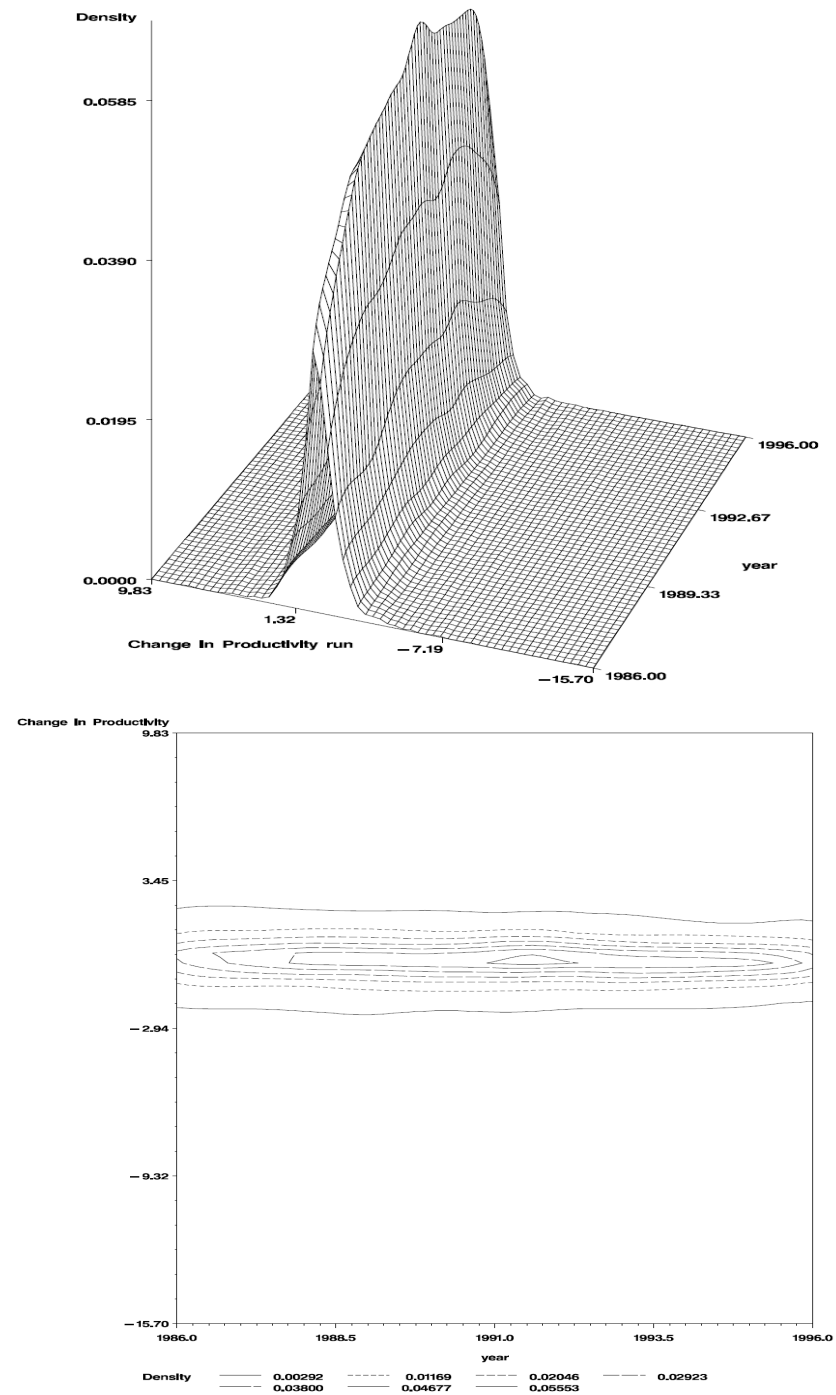 Density
0.0585
0.0390
0.0195
0.0000
9.83
1.32
−7.19
−15.70
Change In Productivity run
1986.00
1989.33
1992.67
1996.00
year
Change In Productivity
9.83
3.45
−2.94
−9.32
−15.70
1986.0 1988.5 1991.0 1993.5 1996.0
year
Density 0.00292 0.01169 0.02046 0.02923
0.03800 0.04677 0.05553